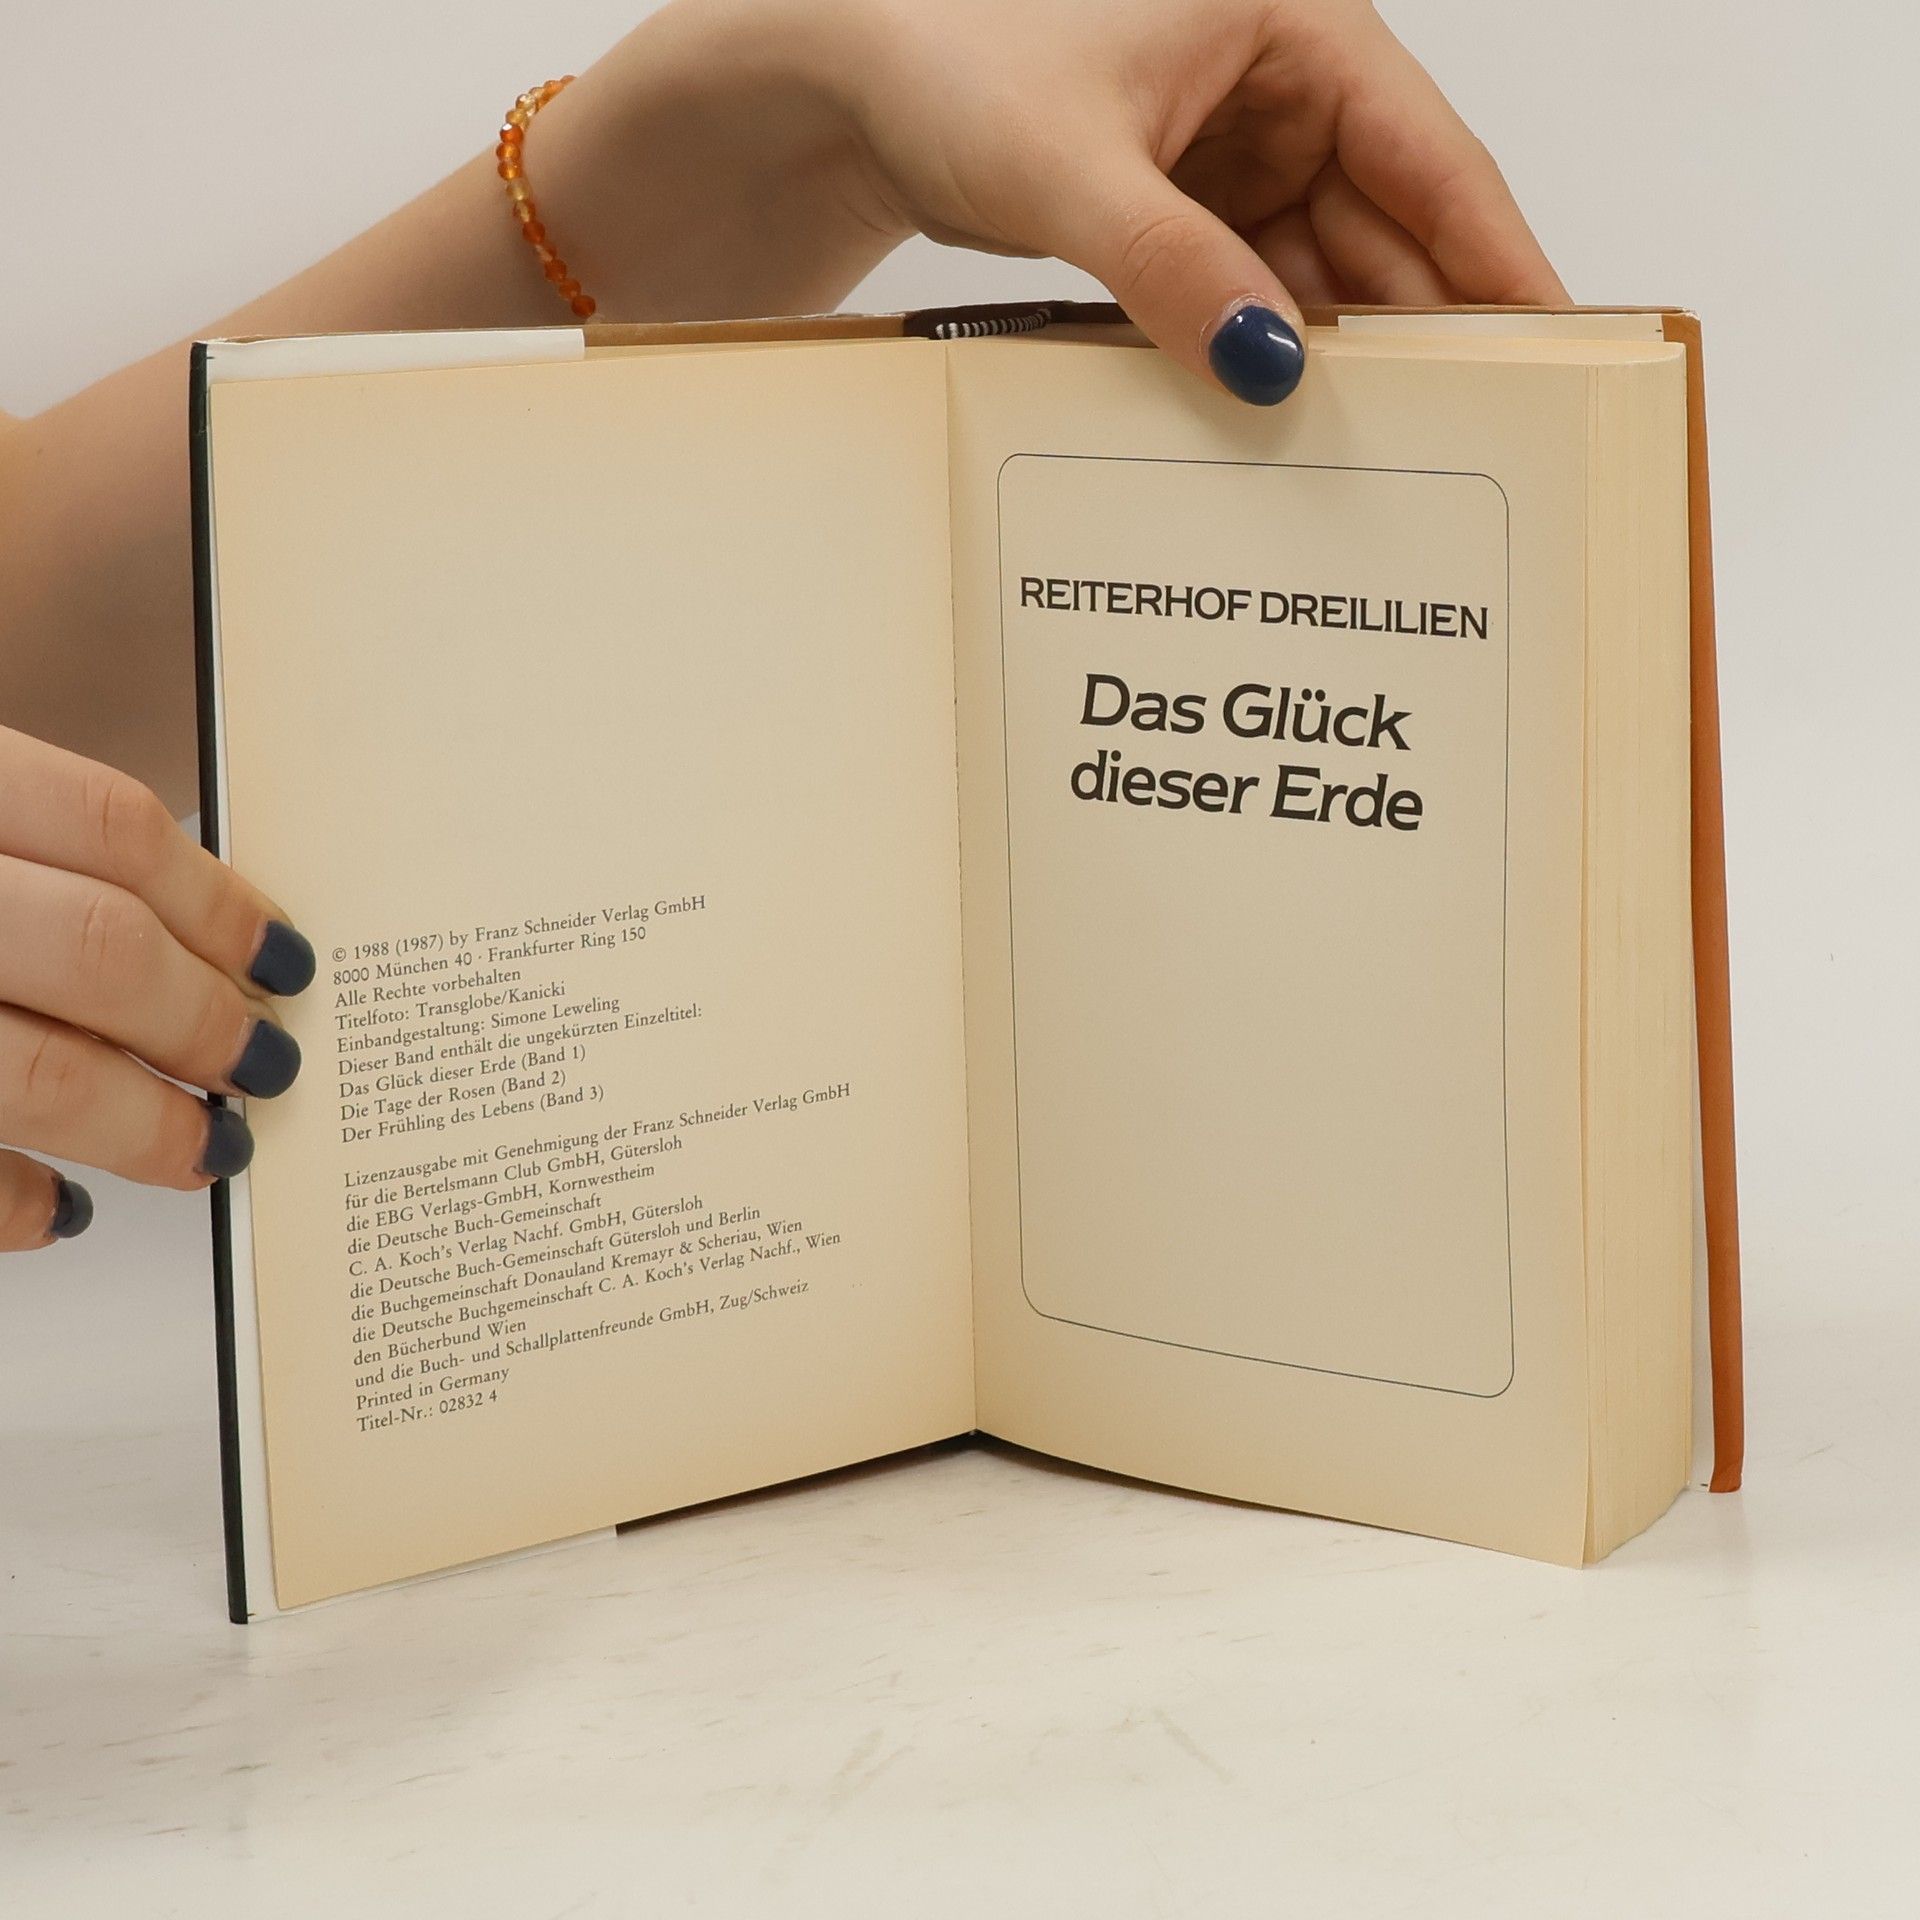 © 1988 (1987) by Franz Schneider Verlag GmbH
8000 München 40 · Frankfurter Ring 150
Alle Rechte vorbehalten
Titelfoto: Transglobe/Kanicki
Einbandgestaltung: Simone Leweling
Dieser Band enthält die ungekürzten Einzeltitel:
Das Glück dieser Erde (Band 1)
Die Tage der Rosen (Band 2)
Der Frühling des Lebens (Band 3)
Lizenzausgabe mit Genehmigung der Franz Schneider Verlag GmbH
für die Bertelsmann Club GmbH, Gütersloh
die EBG Verlags-GmbH, Kornwestheim
die Deutsche Buch-Gemeinschaft
C. A. Koch's Verlag Nachf. GmbH, Gütersloh
die Deutsche Buch-Gemeinschaft Gütersloh und Berlin
die Buchgemeinschaft Donauland Kremayr & Scheriau, Wien
die Deutsche Buchgemeinschaft C. A. Koch's Verlag Nachf., Wien
den Bücherbund Wien
und die Buch- und Schallplattenfreunde GmbH, Zug/Schweiz
Printed in Germany
Titel-Nr.: 02832 4
REITERHOF DREILILIEN
Das Glück
dieser Erde